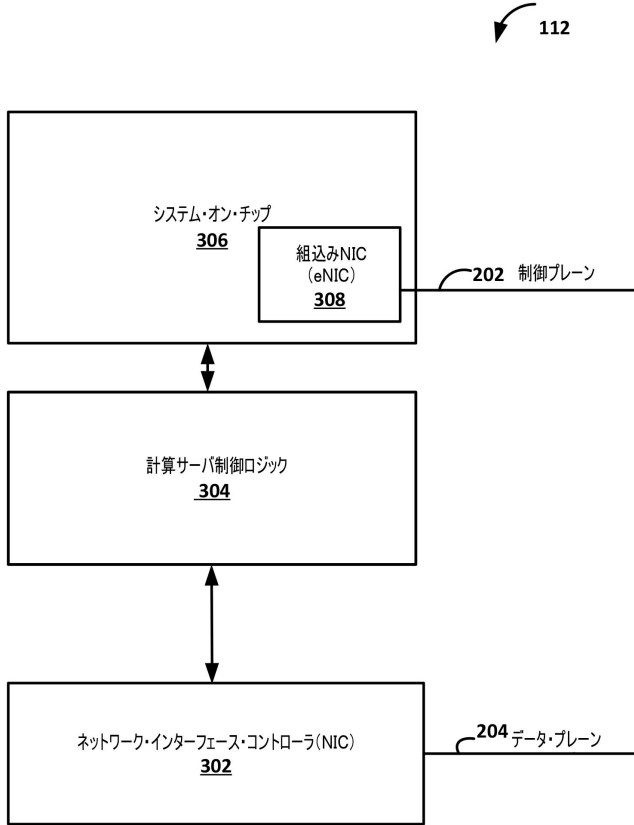 112
システム・オン・チップ
306
組込みNIC
(eNIC)
308
202 制御プレーン
計算サーバ制御ロジック
304
ネットワーク・インターフェース・コントローラ(NIC)
302
204 データ・プレーン